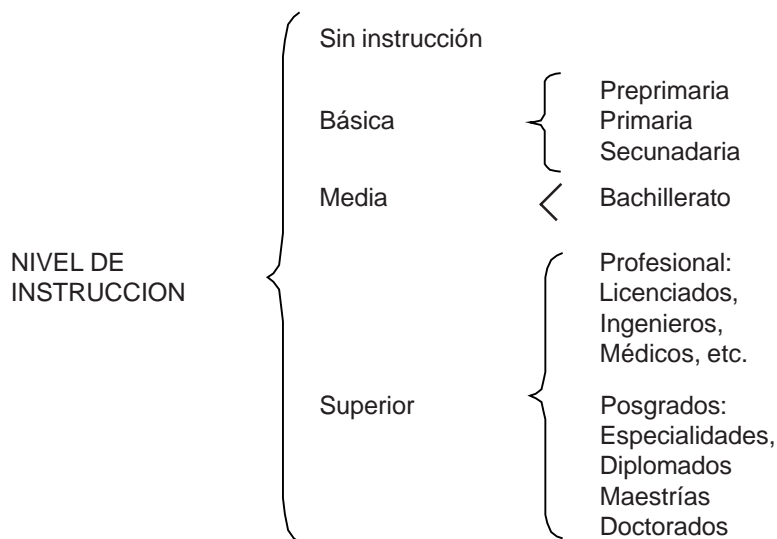 Sin instrucción
Básica
Preprimaria
Primaria
Secunadaria
Media
Bachillerato
NIVEL DE
INSTRUCCION
Profesional:
Licenciados,
Ingenieros,
Médicos, etc.
Superior
Posgrados:
Especialidades,
Diplomados
Maestrías
Doctorados